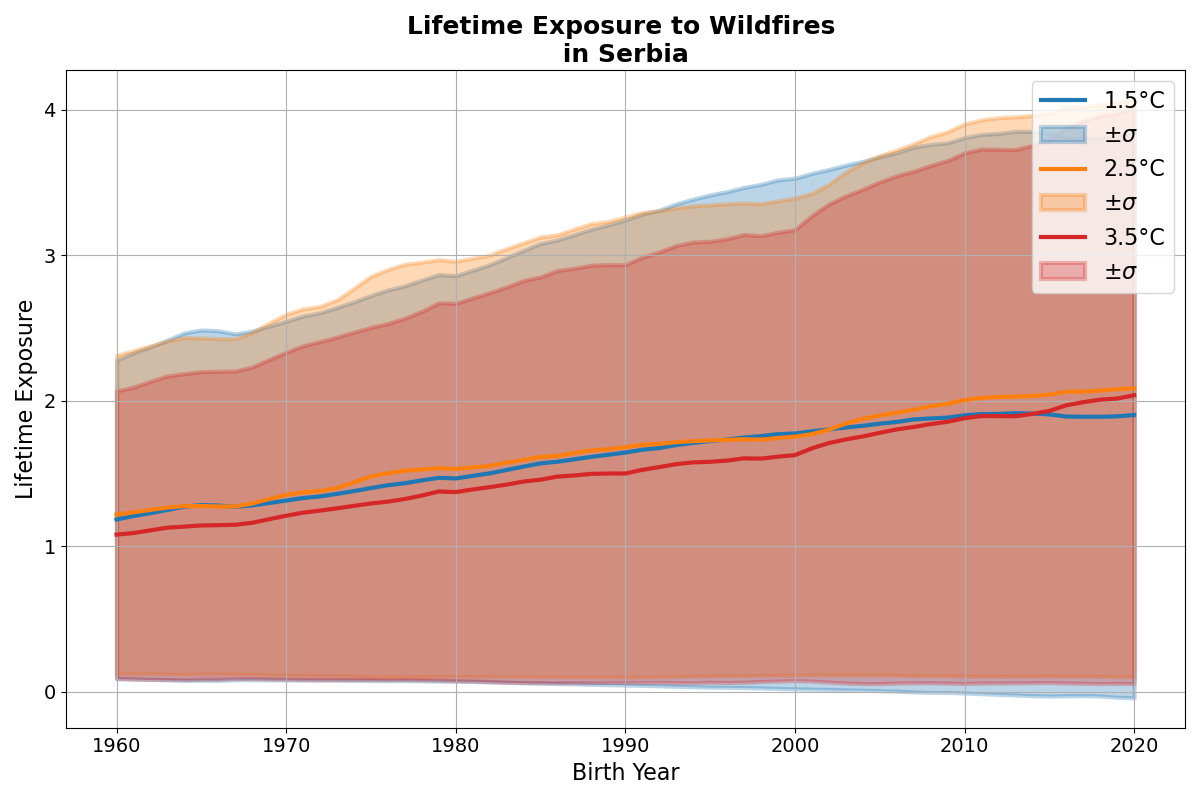 Lifetime Exposure to Wildfires
in Serbia
Lifetime Exposure
4
3
2
1
0
1960
1970
1980
1990
2000
2010
2020
Birth Year
1.5°C
±σ
2.5°C
±σ
3.5°C
±σ